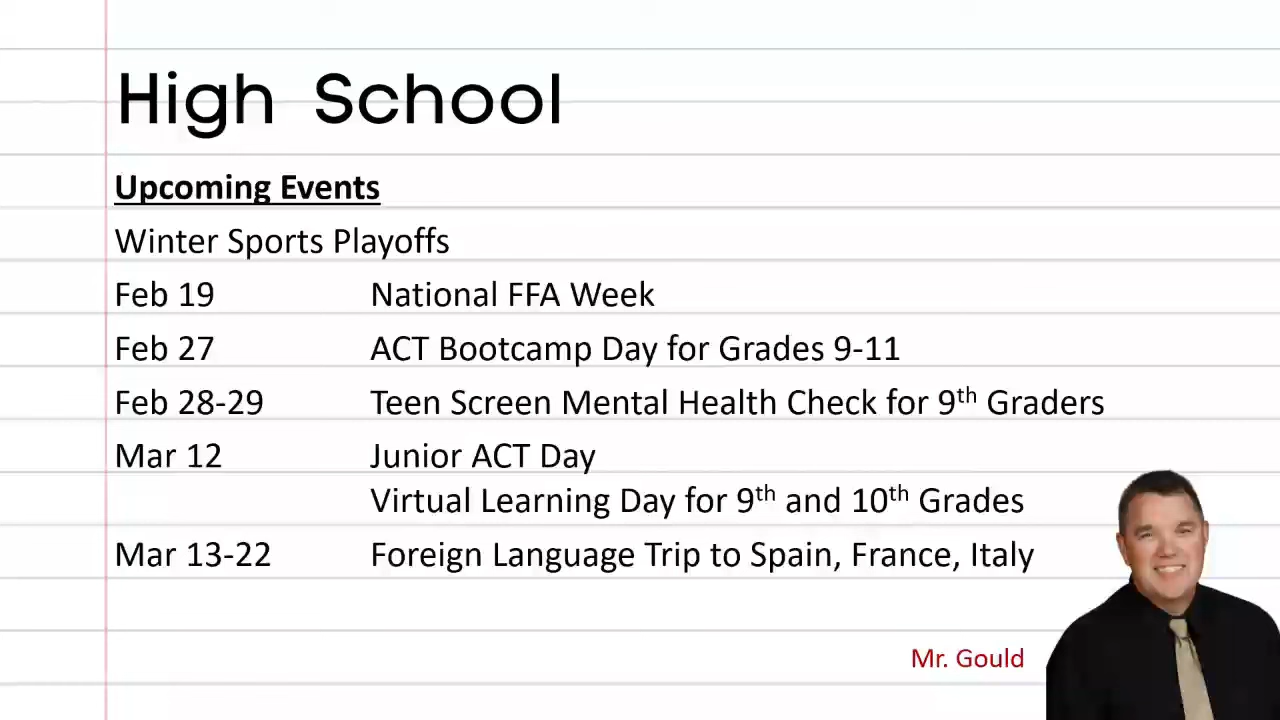 High School
Upcoming Events
Winter Sports Playoffs
Feb 19 National FFA Week
Feb 27 ACT Bootcamp Day for Grades 9-11
Feb 28-29 Teen Screen Mental Health Check for 9th Graders
Mar 12 Junior ACT Day
Virtual Learning Day for 9th and 10th Grades
Mar 13-22 Foreign Language Trip to Spain, France, Italy
Mr. Gould